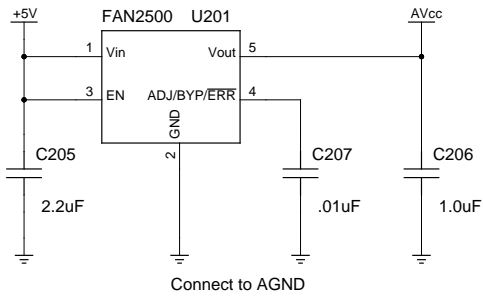 +5V
FAN2500 U201
AVcc
1 Vin
Vout 5
3 EN
ADJ/BYP/ERR 4
GND
2
C205
C207
C206
2.2uF
.01uF
1.0uF
Connect to AGND